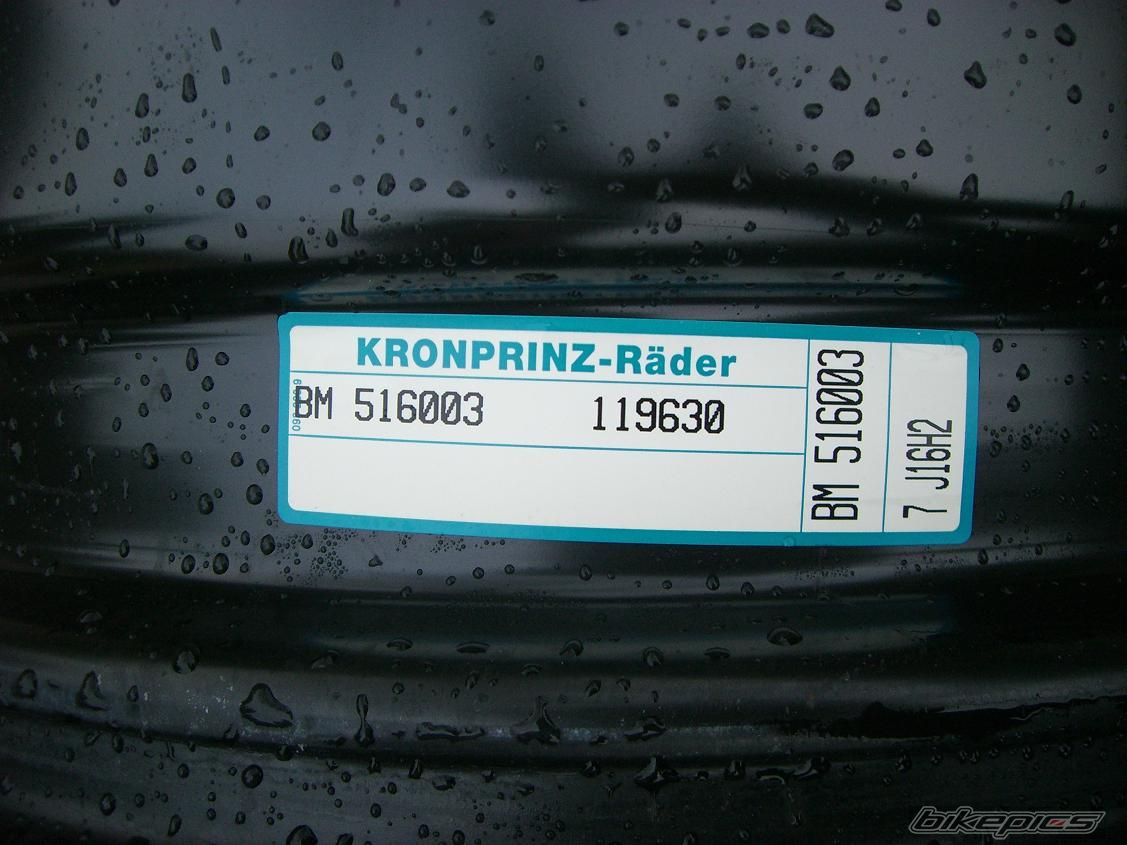 KRONPRINZ-Räder
BM 516003 119630
BM 516003
7 J16H2
bikepics